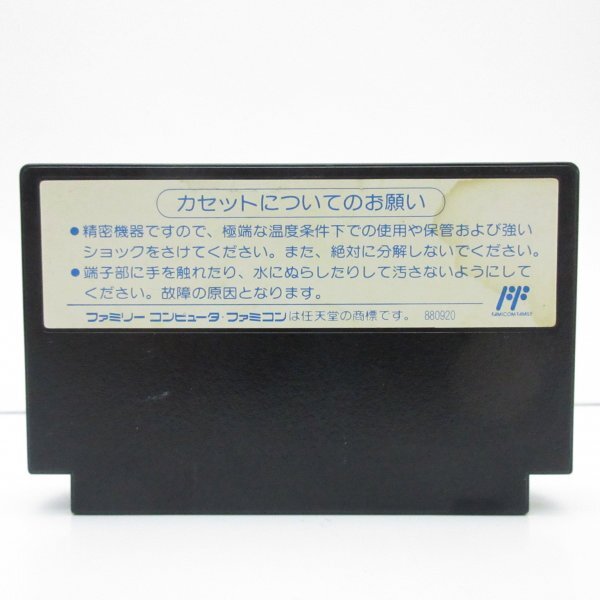 カセットについてのお願い
●精密機器ですので、極端な温度条件下での使用や保管および強い
ショックをさけてください。また、絶対に分解しないでください。
●端子部に手を触れたり、水にぬらしたりして汚さないようにして
ください。故障の原因となります。
FF
FAMICOM FAMILY
ファミリー コンピュータ・ファミコンは任天堂の商標です。 880920